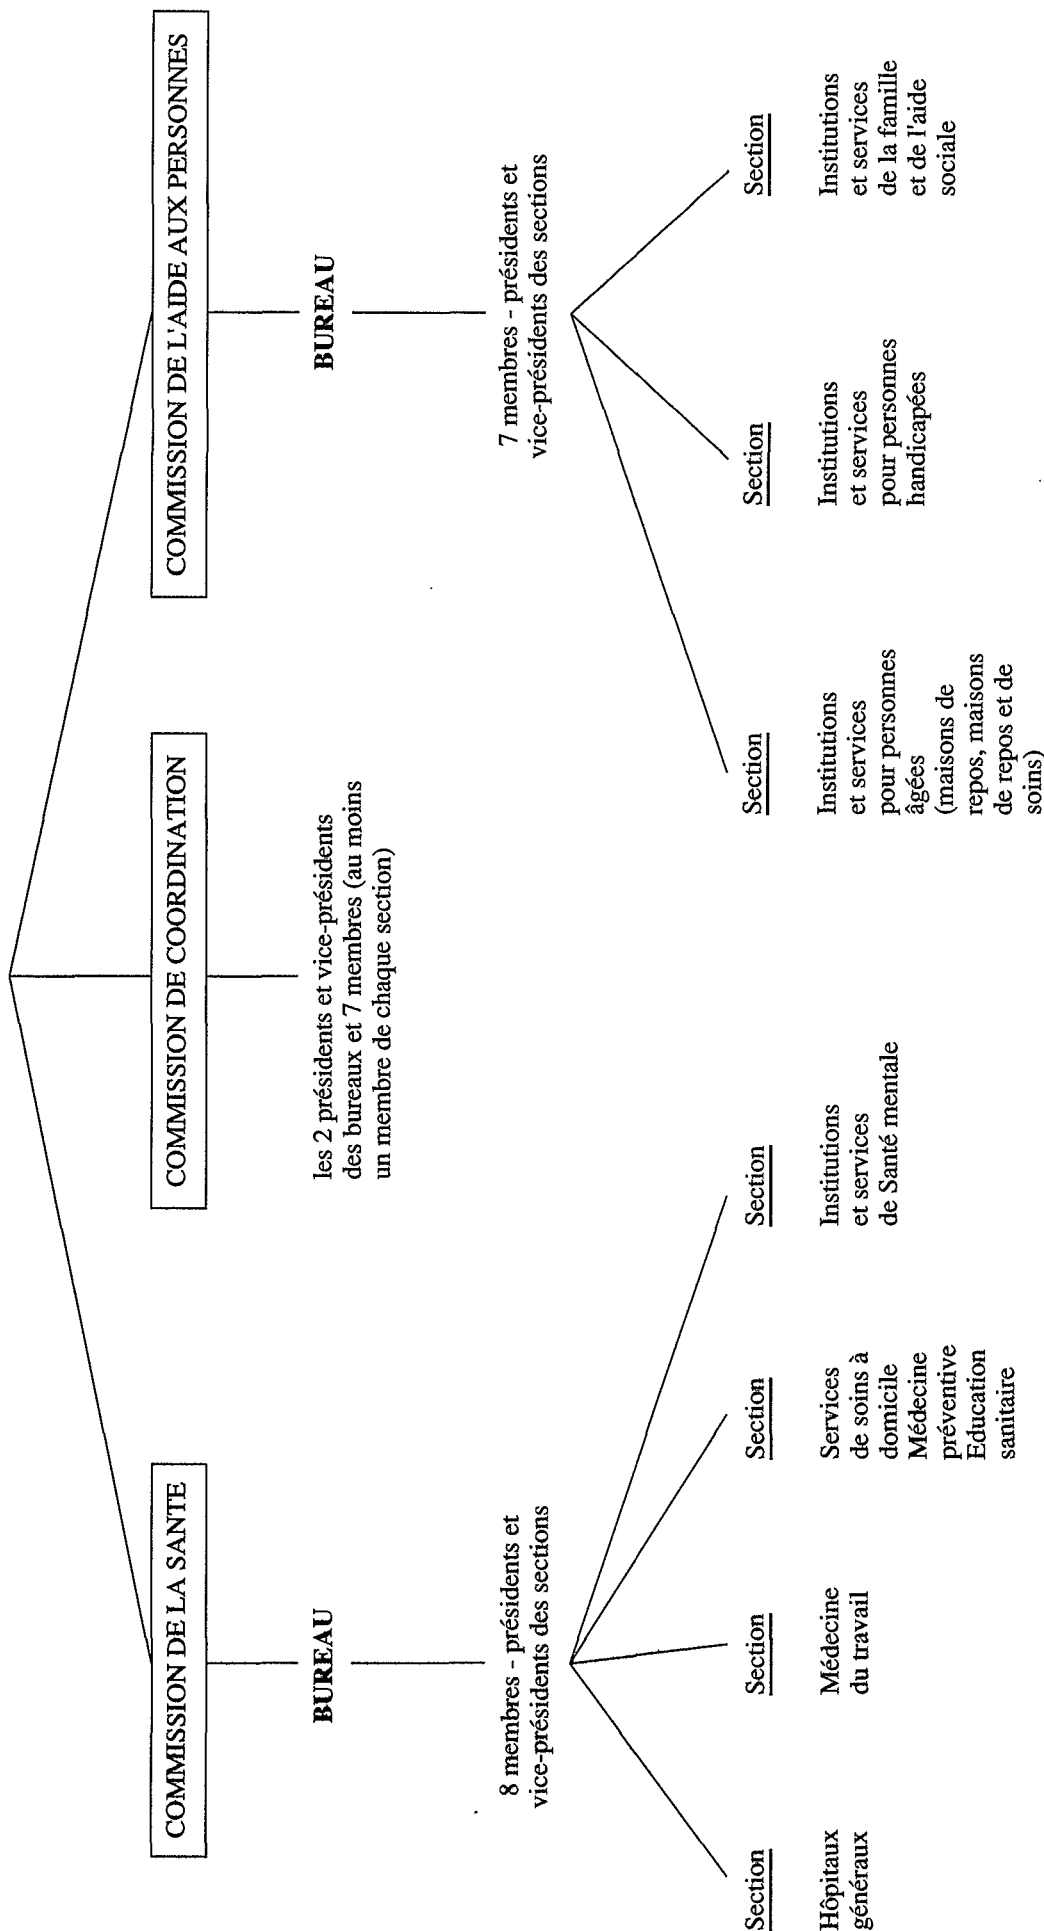 COMMISSION DE LA SANTE
BUREAU
8 membres - présidents et
vice-présidents des sections
Section
Hôpitaux
généraux
Section
Médecine
du travail
Section
Services
de soins à
domicile
Médecine
préventive
Education
sanitaire
Section
Institutions
et services
de Santé mentale
COMMISSION DE COORDINATION
les 2 présidents et vice-présidents
des bureaux et 7 membres (au moins
un membre de chaque section)
COMMISSION DE L'AIDE AUX PERSONNES
BUREAU
7 membres - présidents et
vice-présidents des sections
Section
Institutions
et services
pour personnes
âgées
(maisons de
repos, maisons
de repos et de
soins)
Section
Institutions
et services
pour personnes
handicapées
Section
Institutions
et services
de la famille
et de l'aide
sociale